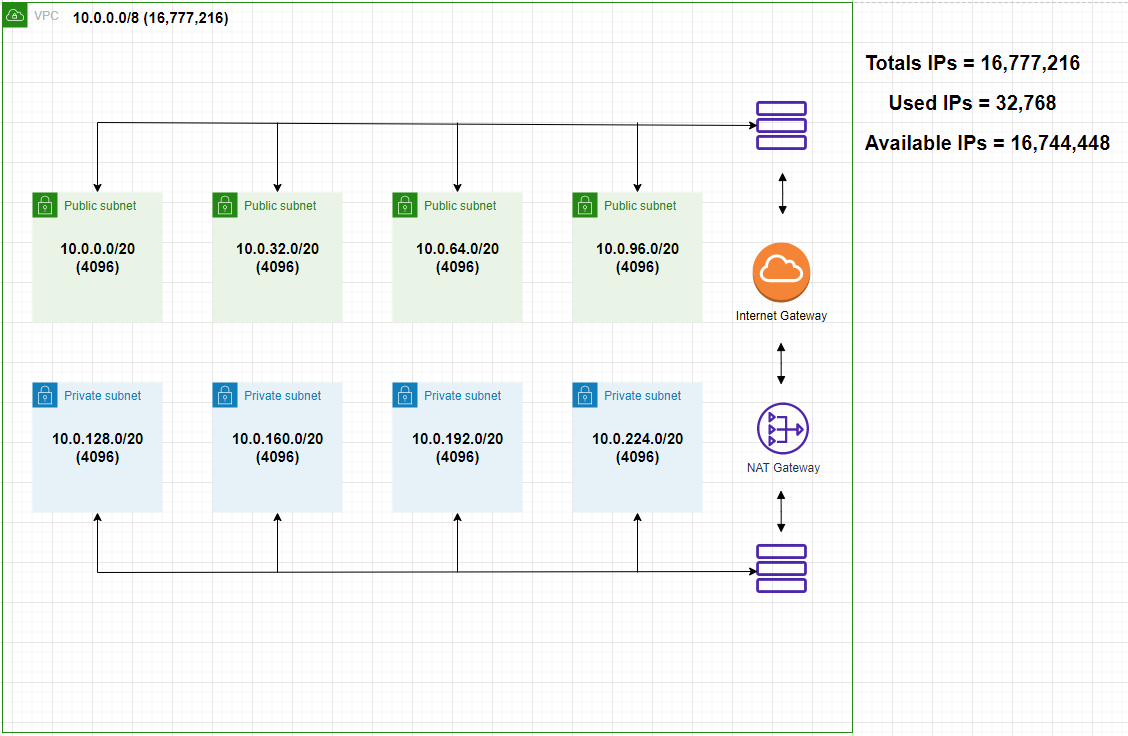 VPC
10.0.0.0/8 (16,777,216)
Totals IPs = 16,777,216
Used IPs = 32,768
Available IPs = 16,744,448
Public subnet
Public subnet
Public subnet
Public subnet
10.0.0.0/20
(4096)
10.0.32.0/20
(4096)
10.0.64.0/20
(4096)
10.0.96.0/20
(4096)
Internet Gateway
Private subnet
Private subnet
Private subnet
Private subnet
10.0.128.0/20
(4096)
10.0.160.0/20
(4096)
10.0.192.0/20
(4096)
10.0.224.0/20
(4096)
NAT Gateway